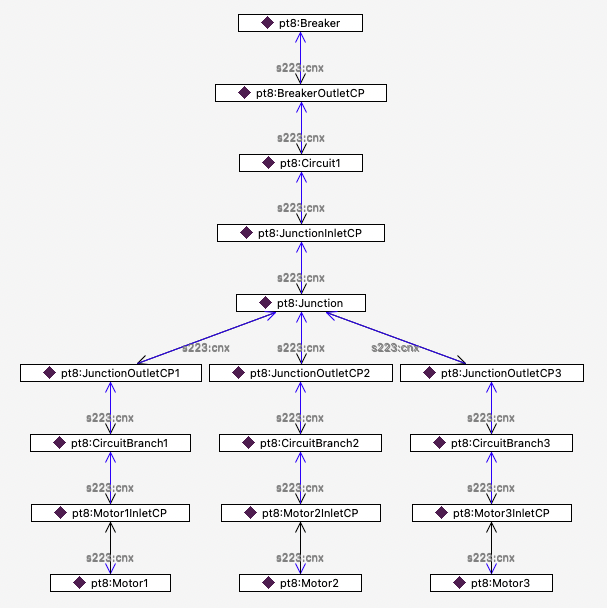 pt8:Breaker
s223:cnx
pt8:BreakerOutletCP
s223:cnx
pt8:Circuit1
s223:cnx
pt8:JunctionInletCP
s223:cnx
pt8:Junction
s223:cnx s223:cnx s223:cnx
pt8:JunctionOutletCP1 pt8:JunctionOutletCP2 pt8:JunctionOutletCP3
s223:cnx s223:cnx s223:cnx
pt8:CircuitBranch1 pt8:CircuitBranch2 pt8:CircuitBranch3
s223:cnx s223:cnx s223:cnx
pt8:Motor1InletCP pt8:Motor2InletCP pt8:Motor3InletCP
s223:cnx s223:cnx s223:cnx
pt8:Motor1 pt8:Motor2 pt8:Motor3